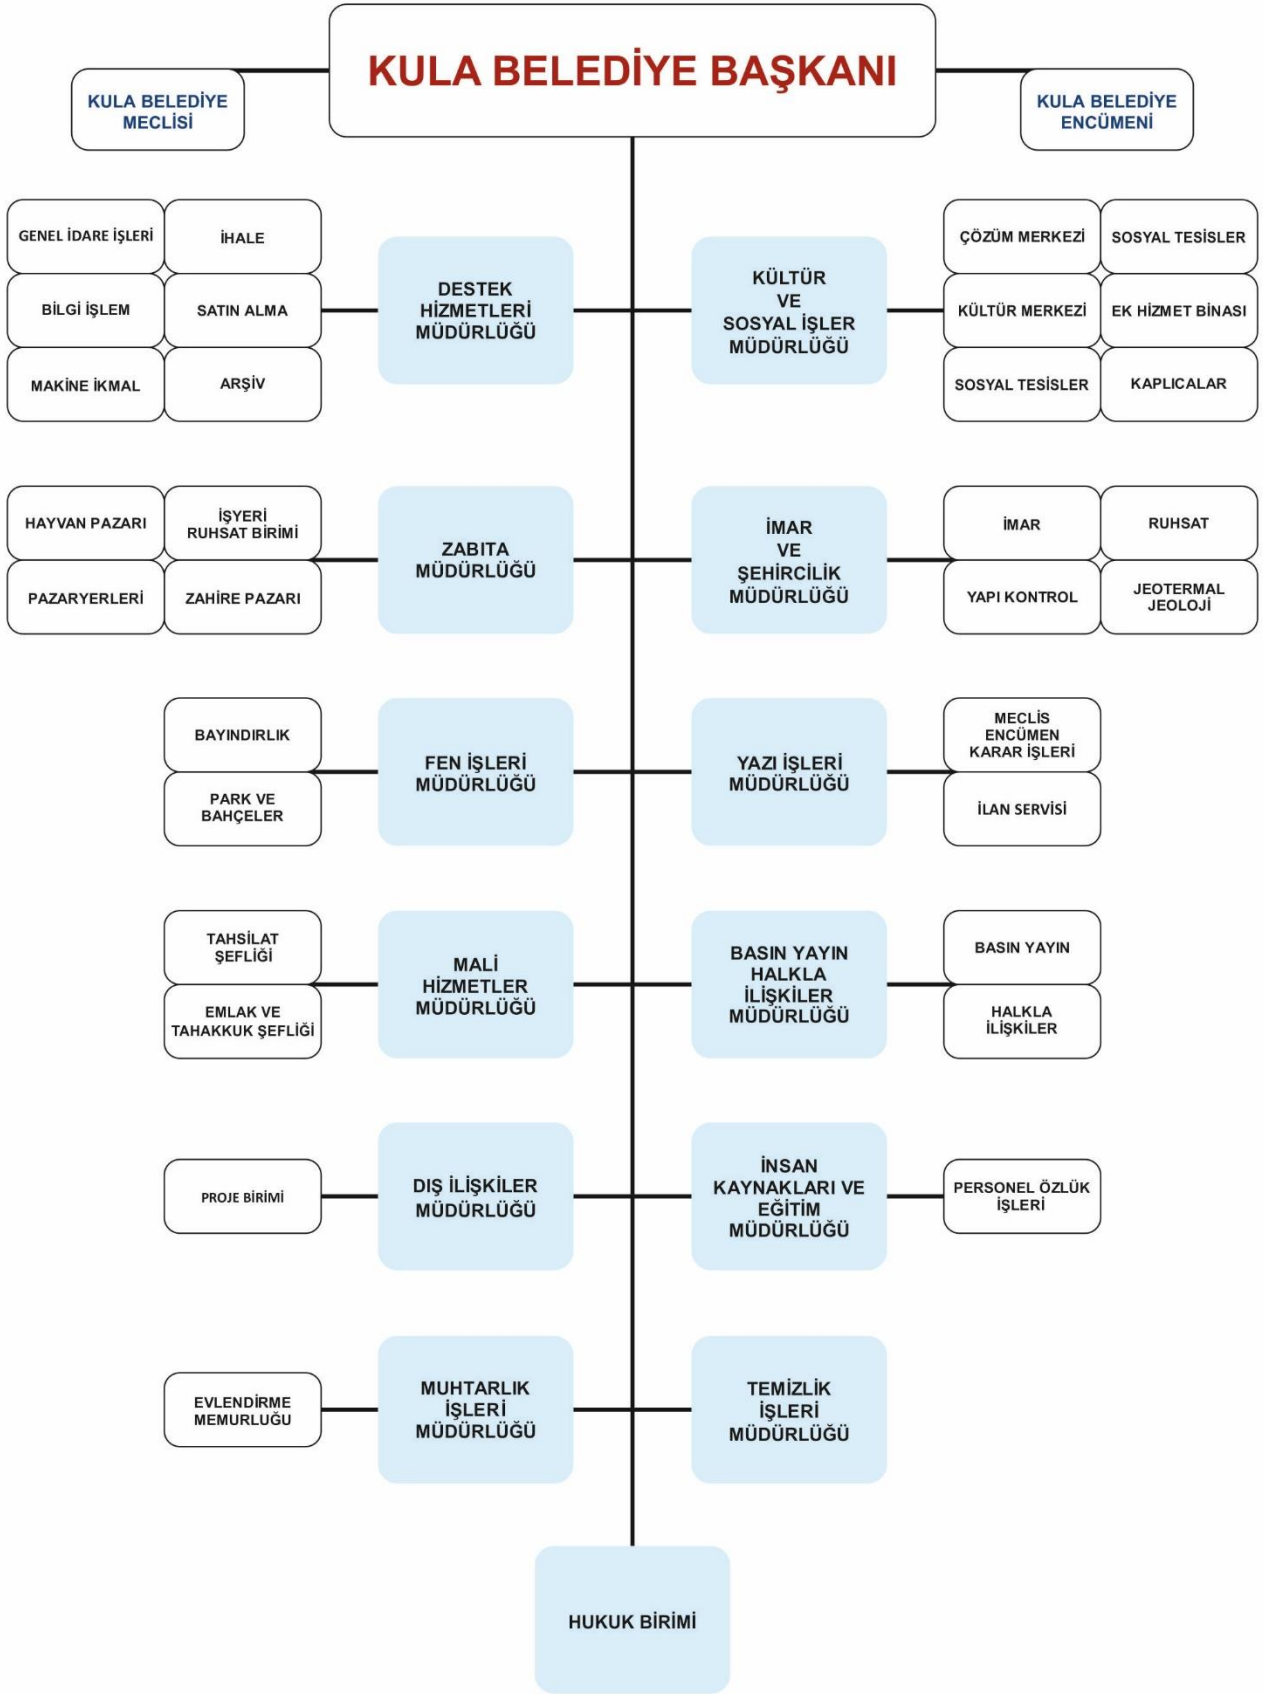 KULA BELEDİYE BAŞKANI
KULA BELEDİYE
MECLİSİ
KULA BELEDİYE
ENCÜMENİ
GENEL İDARE İŞLERİ
İHALE
BİLGİ İŞLEM
SATIN ALMA
MAKİNE İKMAL
ARŞİV
DESTEK
HİZMETLERİ
MÜDÜRLÜĞÜ
KÜLTÜR
VE
SOSYAL İŞLER
MÜDÜRLÜĞÜ
ÇÖZÜM MERKEZİ
SOSYAL TESİSLER
KÜLTÜR MERKEZİ
EK HİZMET BİNASI
SOSYAL TESİSLER
KAPLICALAR
HAYVAN PAZARI
İŞYERİ
RUHSAT BİRİMİ
PAZARYERLERİ
ZAHİRE PAZARI
ZABITA
MÜDÜRLÜĞÜ
İMAR
VE
ŞEHİRCİLİK
MÜDÜRLÜĞÜ
İMAR
RUHSAT
YAPI KONTROL
JEOTERMAL
JEOLOJİ
BAYINDIRLIK
PARK VE
BAHÇELER
FEN İŞLERİ
MÜDÜRLÜĞÜ
YAZI İŞLERİ
MÜDÜRLÜĞÜ
MECLİS
ENCÜMEN
KARAR İŞLERİ
İLAN SERVİSİ
TAHSİLAT
ŞEFLİĞİ
EMLAK VE
TAHAKKUK ŞEFLİĞİ
MALİ
HİZMETLER
MÜDÜRLÜĞÜ
BASIN YAYIN
HALKLA
İLİŞKİLER
MÜDÜRLÜĞÜ
BASIN YAYIN
HALKLA
İLİŞKİLER
PROJE BİRİMİ
DIŞ İLİŞKİLER
MÜDÜRLÜĞÜ
İNSAN
KAYNAKLARI VE
EĞİTİM
MÜDÜRLÜĞÜ
PERSONEL ÖZLÜK
İŞLERİ
EVLENDİRME
MEMURLUĞU
MUHTARLIK
İŞLERİ
MÜDÜRLÜĞÜ
TEMİZLİK
İŞLERİ
MÜDÜRLÜĞÜ
HUKUK BİRİMİ